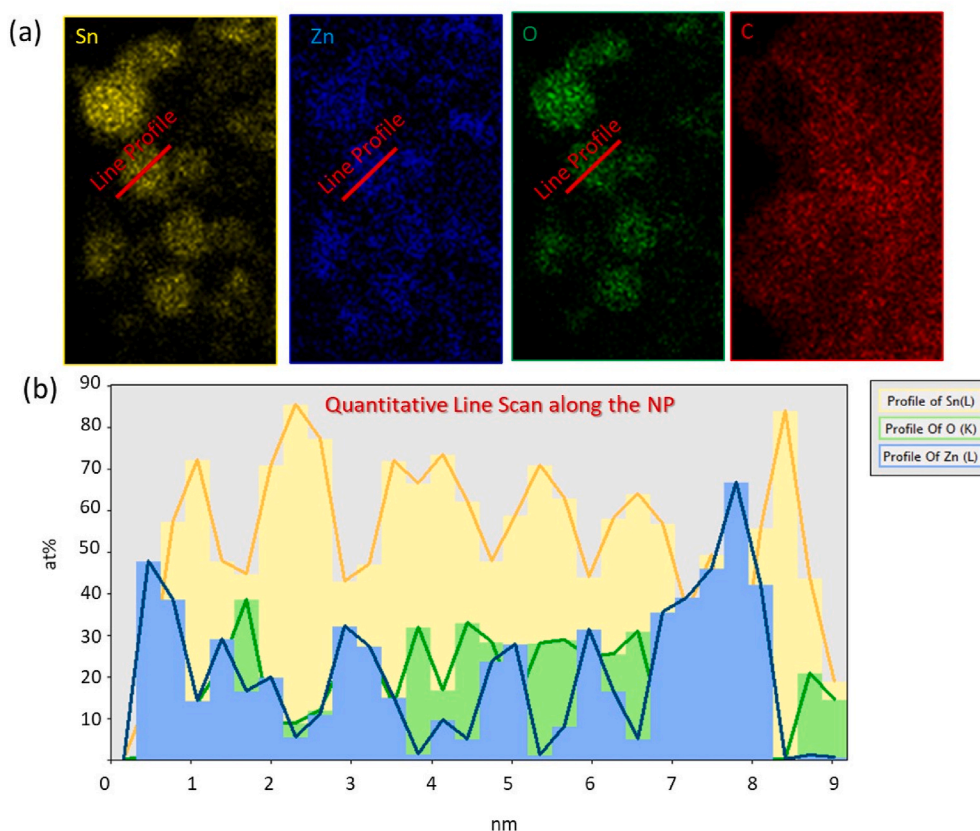 (a)
Sn
Zn
O
C
Line Profile
Line Profile
Line Profile
(b)
Quantitative Line Scan along the NP
Profile of Sn(L)
Profile Of O (K)
Profile Of Zn (L)
at%
90
80
70
60
50
40
30
20
10
0 1 2 3 4 5 6 7 8 9
nm